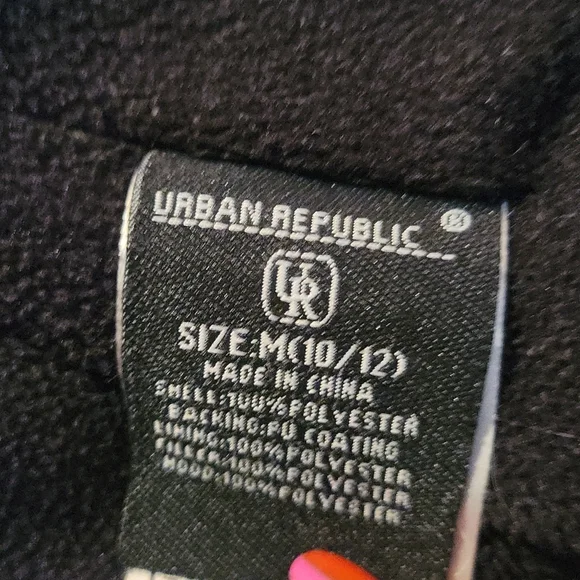 URBAN REPUBLIC ®
UR
SIZE:M(10/12)
MADE IN CHINA
SHELL:100%POLYESTER
BACKING:PU COATING
LINING:100%POLYESTER
FILLER:100%POLYESTER
HOOD:100%POLYESTER